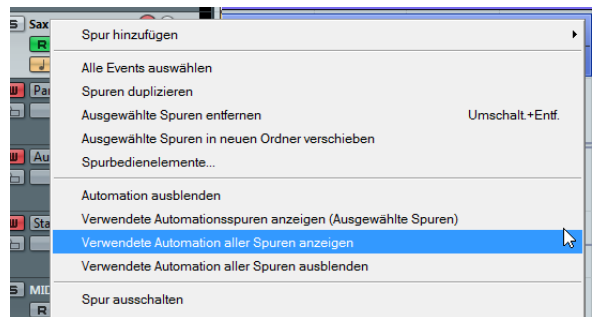 S Sax
R
Spur hinzufügen
Alle Events auswählen
Spuren duplizieren
Ausgewählte Spuren entfernen Umschalt.+Entf.
Ausgewählte Spuren in neuen Ordner verschieben
Spurbedienelemente...
Automation ausblenden
Verwendete Automationsspuren anzeigen (Ausgewählte Spuren)
Verwendete Automation aller Spuren anzeigen
Verwendete Automation aller Spuren ausblenden
Spur ausschalten
W Pa
W Au
W Sta
S MID
R